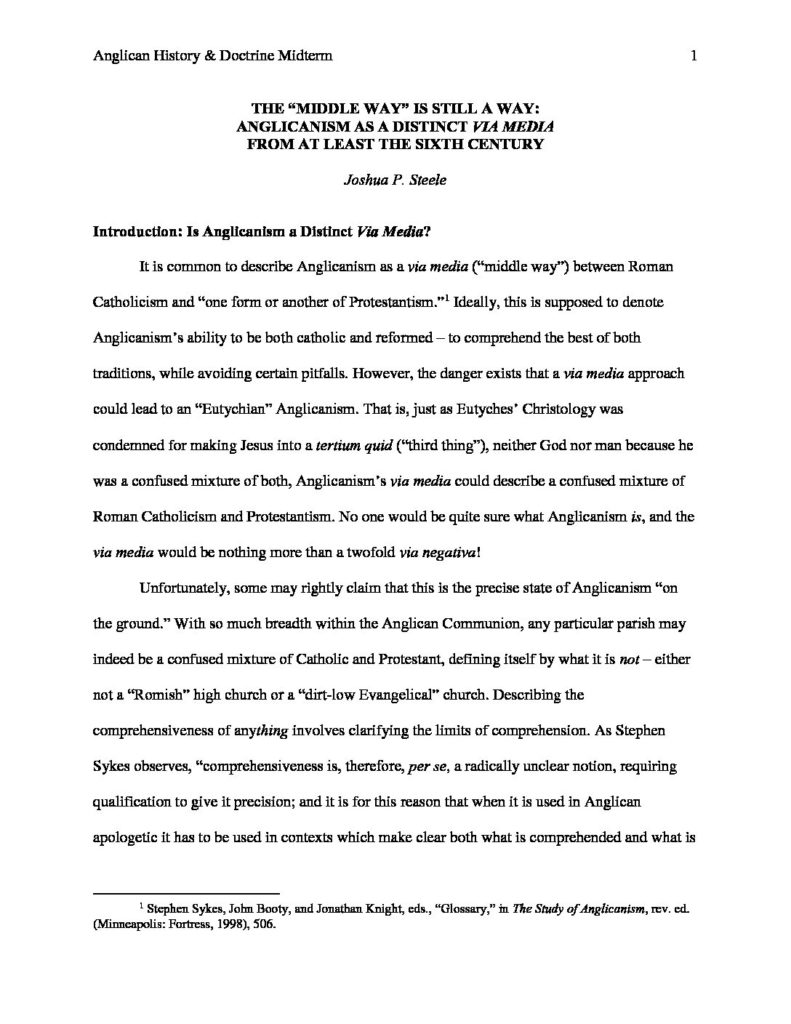 Anglican History & Doctrine Midterm 1
THE “MIDDLE WAY” IS STILL A WAY:
ANGLICANISM AS A DISTINCT VIA MEDIA
FROM AT LEAST THE SIXTH CENTURY
Joshua P. Steele
Introduction: Is Anglicanism a Distinct Via Media?
It is common to describe Anglicanism as a via media (“middle way”) between Roman
Catholicism and “one form or another of Protestantism.”1 Ideally, this is supposed to denote
Anglicanism’s ability to be both catholic and reformed – to comprehend the best of both
traditions, while avoiding certain pitfalls. However, the danger exists that a via media approach
could lead to an “Eutychian” Anglicanism. That is, just as Eutyches’ Christology was
condemned for making Jesus into a tertium quid (“third thing”), neither God nor man because he
was a confused mixture of both, Anglicanism’s via media could describe a confused mixture of
Roman Catholicism and Protestantism. No one would be quite sure what Anglicanism is, and the
via media would be nothing more than a twofold via negativa!
Unfortunately, some may rightly claim that this is the precise state of Anglicanism “on
the ground.” With so much breadth within the Anglican Communion, any particular parish may
indeed be a confused mixture of Catholic and Protestant, defining itself by what it is not – either
not a “Romish” high church or a “dirt-low Evangelical” church. Describing the
comprehensiveness of anything involves clarifying the limits of comprehension. As Stephen
Sykes observes, “comprehensiveness is, therefore, per se, a radically unclear notion, requiring
qualification to give it precision; and it is for this reason that when it is used in Anglican
apologetic it has to be used in contexts which make clear both what is comprehended and what is
1 Stephen Sykes, John Booty, and Jonathan Knight, eds., “Glossary,” in The Study of Anglicanism, rev. ed.
(Minneapolis: Fortress, 1998), 506.